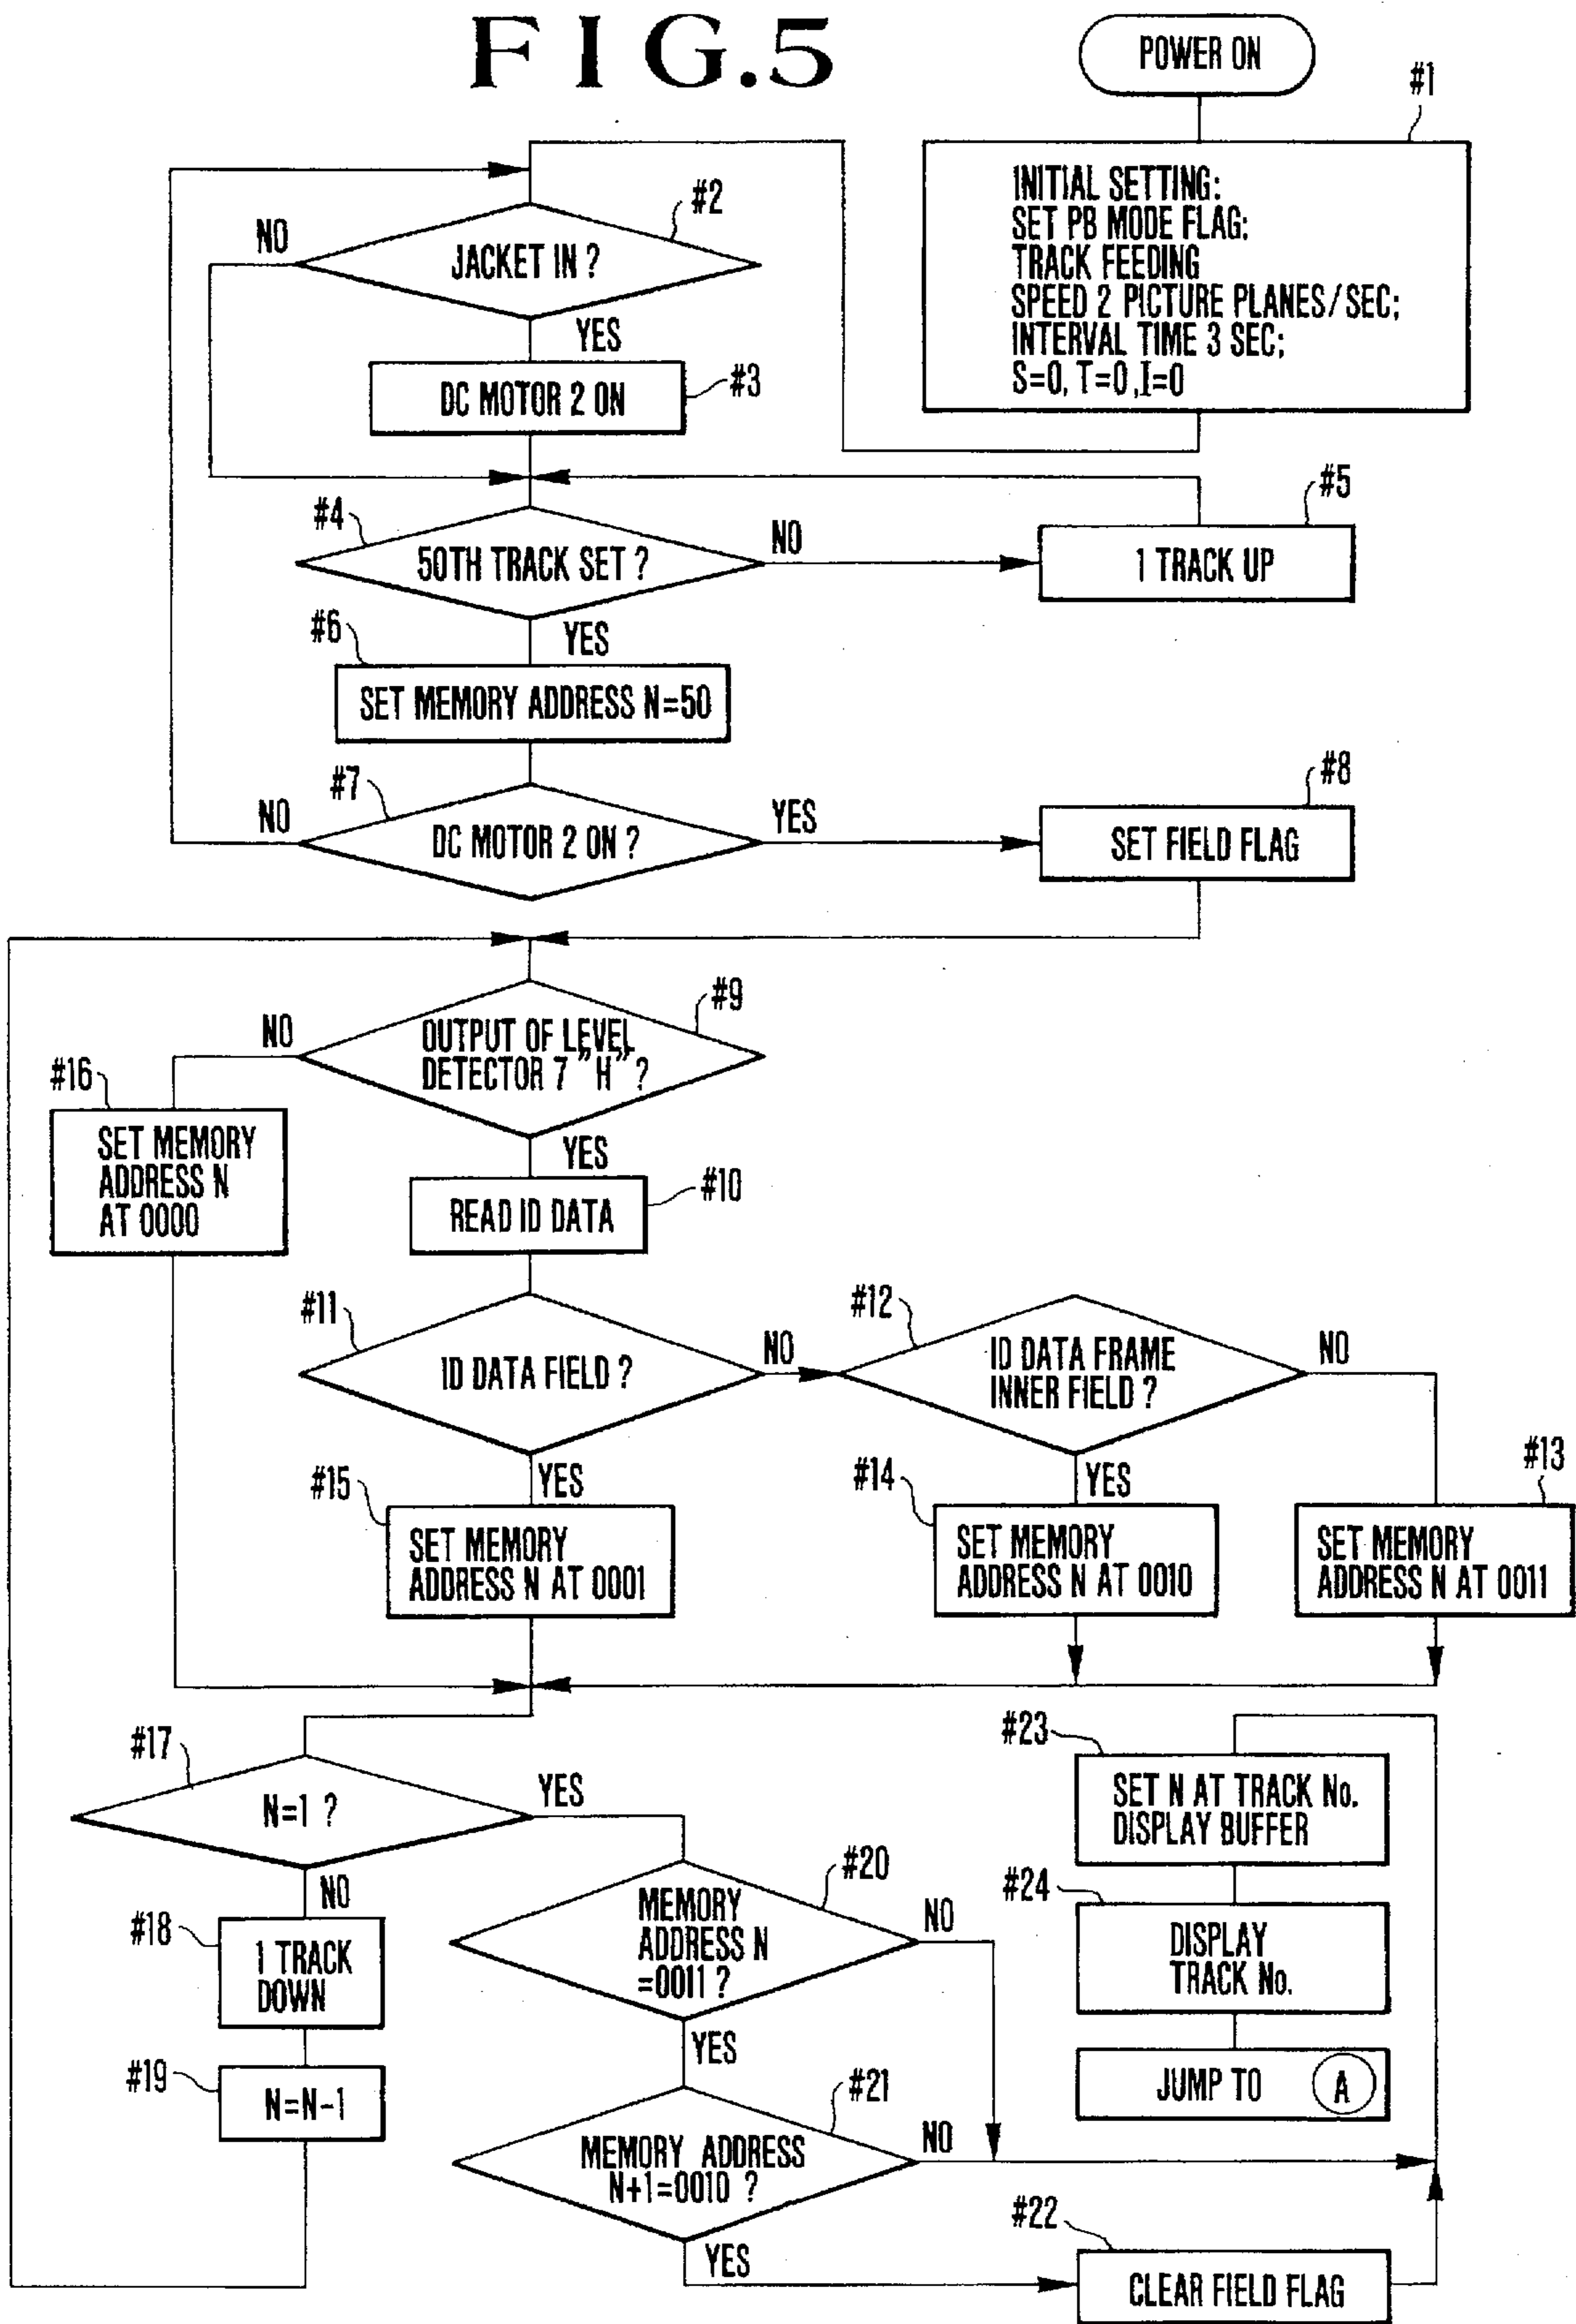 FIG.5
POWER ON
#1
INITIAL SETTING:
SET PB MODE FLAG;
TRACK FEEDING
SPEED 2 PICTURE PLANES/SEC;
INTERVAL TIME 3 SEC;
S=0, T=0, I=0
#2
JACKET IN ?
NO
YES
#3
DC MOTOR 2 ON
#4
50TH TRACK SET ?
NO
#5
1 TRACK UP
YES
#6
SET MEMORY ADDRESS N=50
#7
NO
DC MOTOR 2 ON ?
YES
#8
SET FIELD FLAG
#9
NO
OUTPUT OF LEVEL
DETECTOR 7 "H" ?
#16
SET MEMORY
ADDRESS N
AT 0000
YES
#10
READ ID DATA
#11
ID DATA FIELD ?
NO
#12
ID DATA FRAME
INNER FIELD ?
NO
YES
#15
SET MEMORY
ADDRESS N AT 0001
YES
#14
SET MEMORY
ADDRESS N AT 0010
#13
SET MEMORY
ADDRESS N AT 0011
#17
N=1 ?
YES
NO
#18
1 TRACK
DOWN
#19
N=N-1
#20
MEMORY
ADDRESS N
=0011 ?
NO
YES
#21
MEMORY ADDRESS
N+1=0010 ?
NO
YES
#22
CLEAR FIELD FLAG
#23
SET N AT TRACK No.
DISPLAY BUFFER
#24
DISPLAY
TRACK No.
JUMP TO A